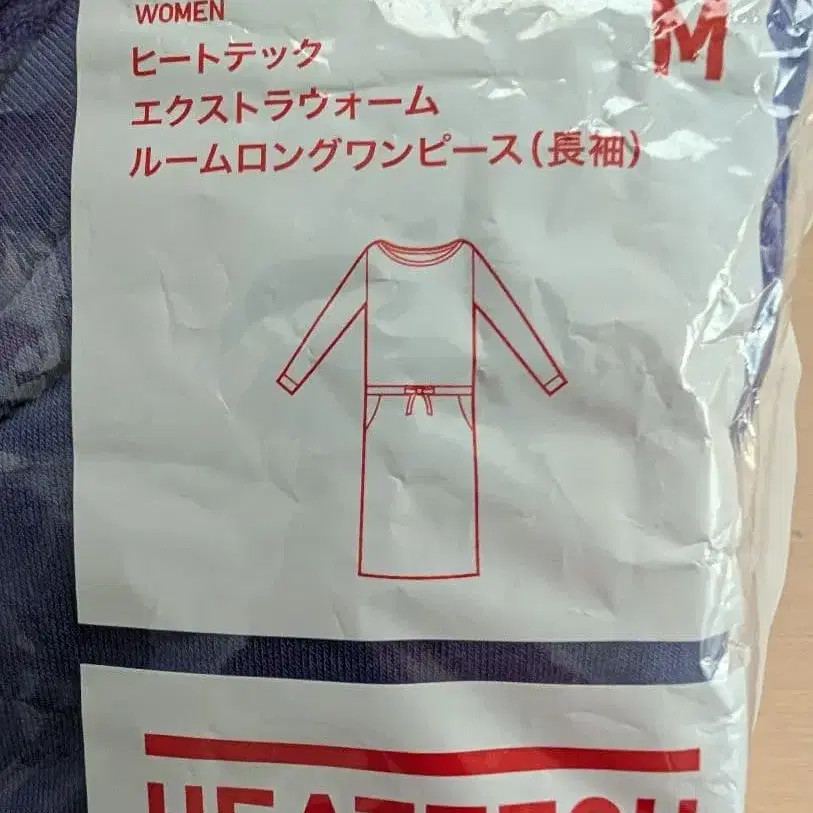 WOMEN
M
ヒートテック
エクストラウォーム
ルームロングワンピース(長袖)
HEATTECH